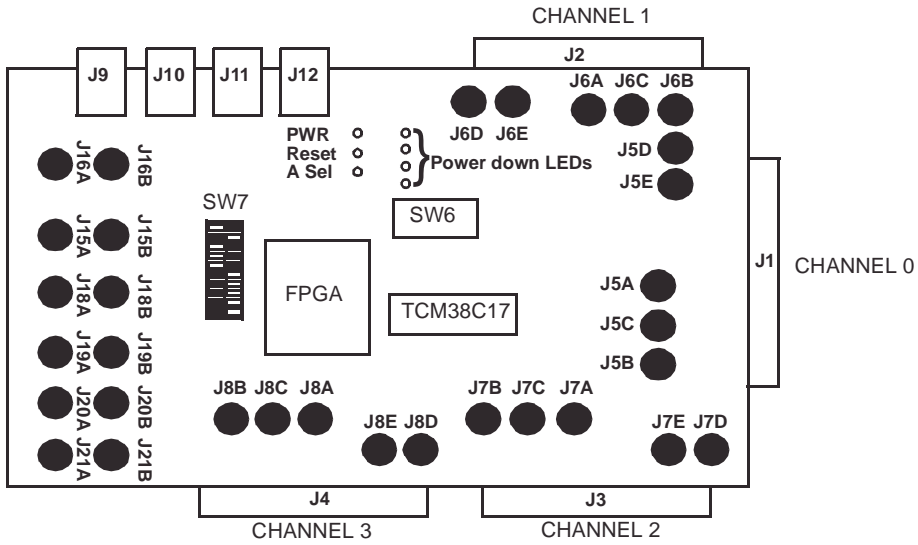 CHANNEL 1
J2
J9
J10
J11
J12
J6A
J6C
J6B
J6D
J6E
PWR
Reset
A Sel
Power down LEDs
J5D
J5E
J16A
J16B
SW7
SW6
J15A
J15B
J1
CHANNEL 0
J18A
J18B
FPGA
TCM38C17
J5A
J5C
J5B
J19A
J19B
J20A
J20B
J8B
J8C
J8A
J7B
J7C
J7A
J21A
J21B
J8E
J8D
J7E
J7D
J4
J3
CHANNEL 3
CHANNEL 2